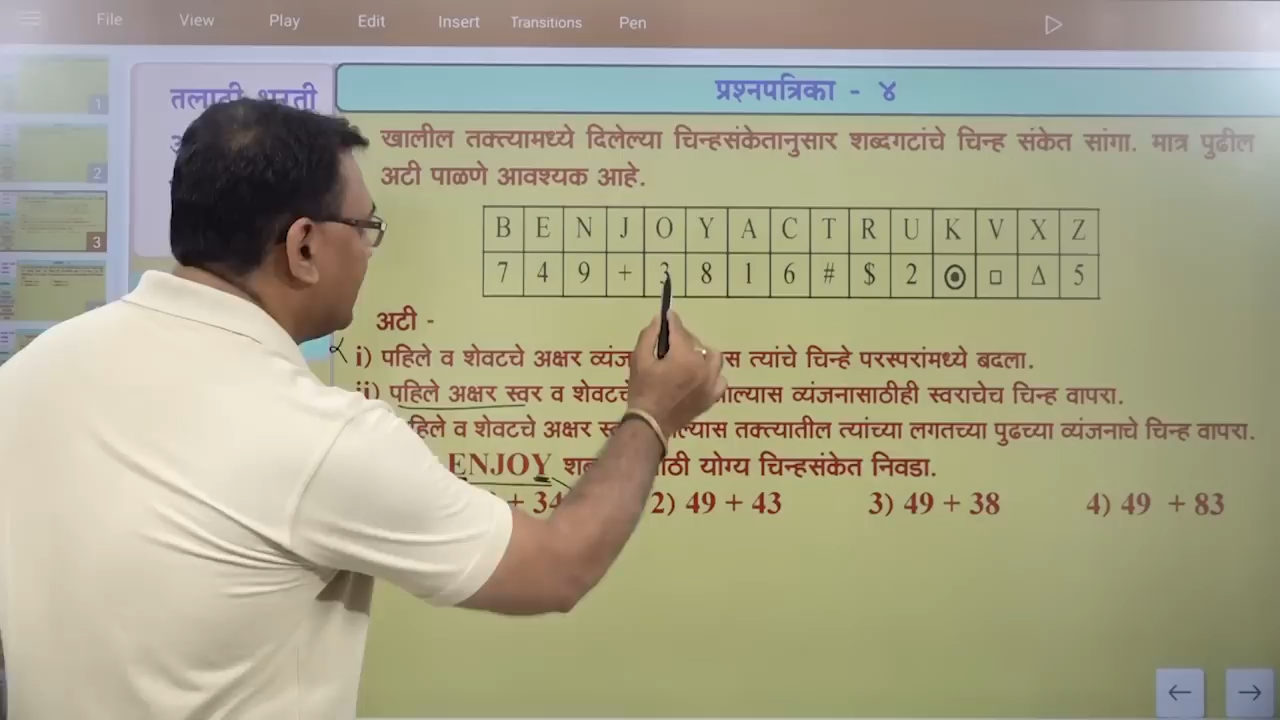 File View Play Edit Insert Transitions Pen
1
2
3
तलाठी भरती
प्रश्नपत्रिका - ४
खालील तक्त्यामध्ये दिलेल्या चिन्हसंकेतानुसार शब्दगटांचे चिन्ह संकेत सांगा. मात्र पुढील
अटी पाळणे आवश्यक आहे.
B E N J O Y A C T R U K V X Z
7 4 9 + 3 8 1 6 # $ 2 ⦿ □ Δ 5
अटी -
i) पहिले व शेवटचे अक्षर त्यांचे चिन्हे परस्परांमध्ये बदला.
ii) पहिले अक्षर स्वर व व्यंजनासाठीही स्वराचेच चिन्ह वापरा.
व शेवटचे अक्षर तक्त्यातील त्यांच्या लगतच्या पुढच्या व्यंजनाचे चिन्ह वापरा.
ENJOY योग्य चिन्हसंकेत निवडा.
+ 34 2) 49 + 43 3) 49 + 38 4) 49 + 83